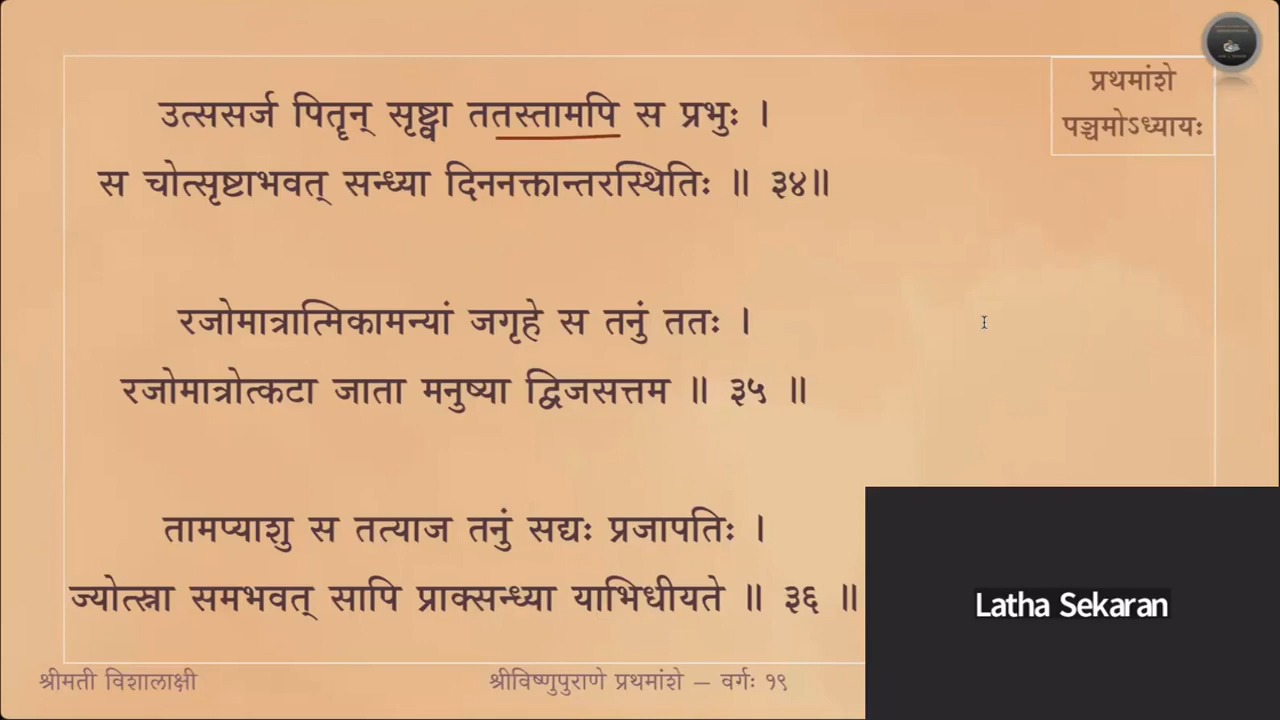 प्रथमांशे
पञ्चमोऽध्यायः
उत्ससर्ज पितॄन् सृष्ट्वा ततस्तामपि स प्रभुः ।
स चोत्सृष्टाभवत् सन्ध्या दिननक्तान्तरस्थितिः ॥ ३४॥
रजोमात्रात्मिकामन्यां जगृहे स तनुं ततः ।
रजोमात्रोत्कटा जाता मनुष्या द्विजसत्तम ॥ ३५ ॥
तामप्याशु स तत्याज तनुं सद्यः प्रजापतिः ।
ज्योत्स्ना समभवत् सापि प्राक्सन्ध्या याभिधीयते ॥ ३६ ॥
Latha Sekaran
श्रीमती विशालाक्षी
श्रीविष्णुपुराणे प्रथमांशे – वर्गः १९